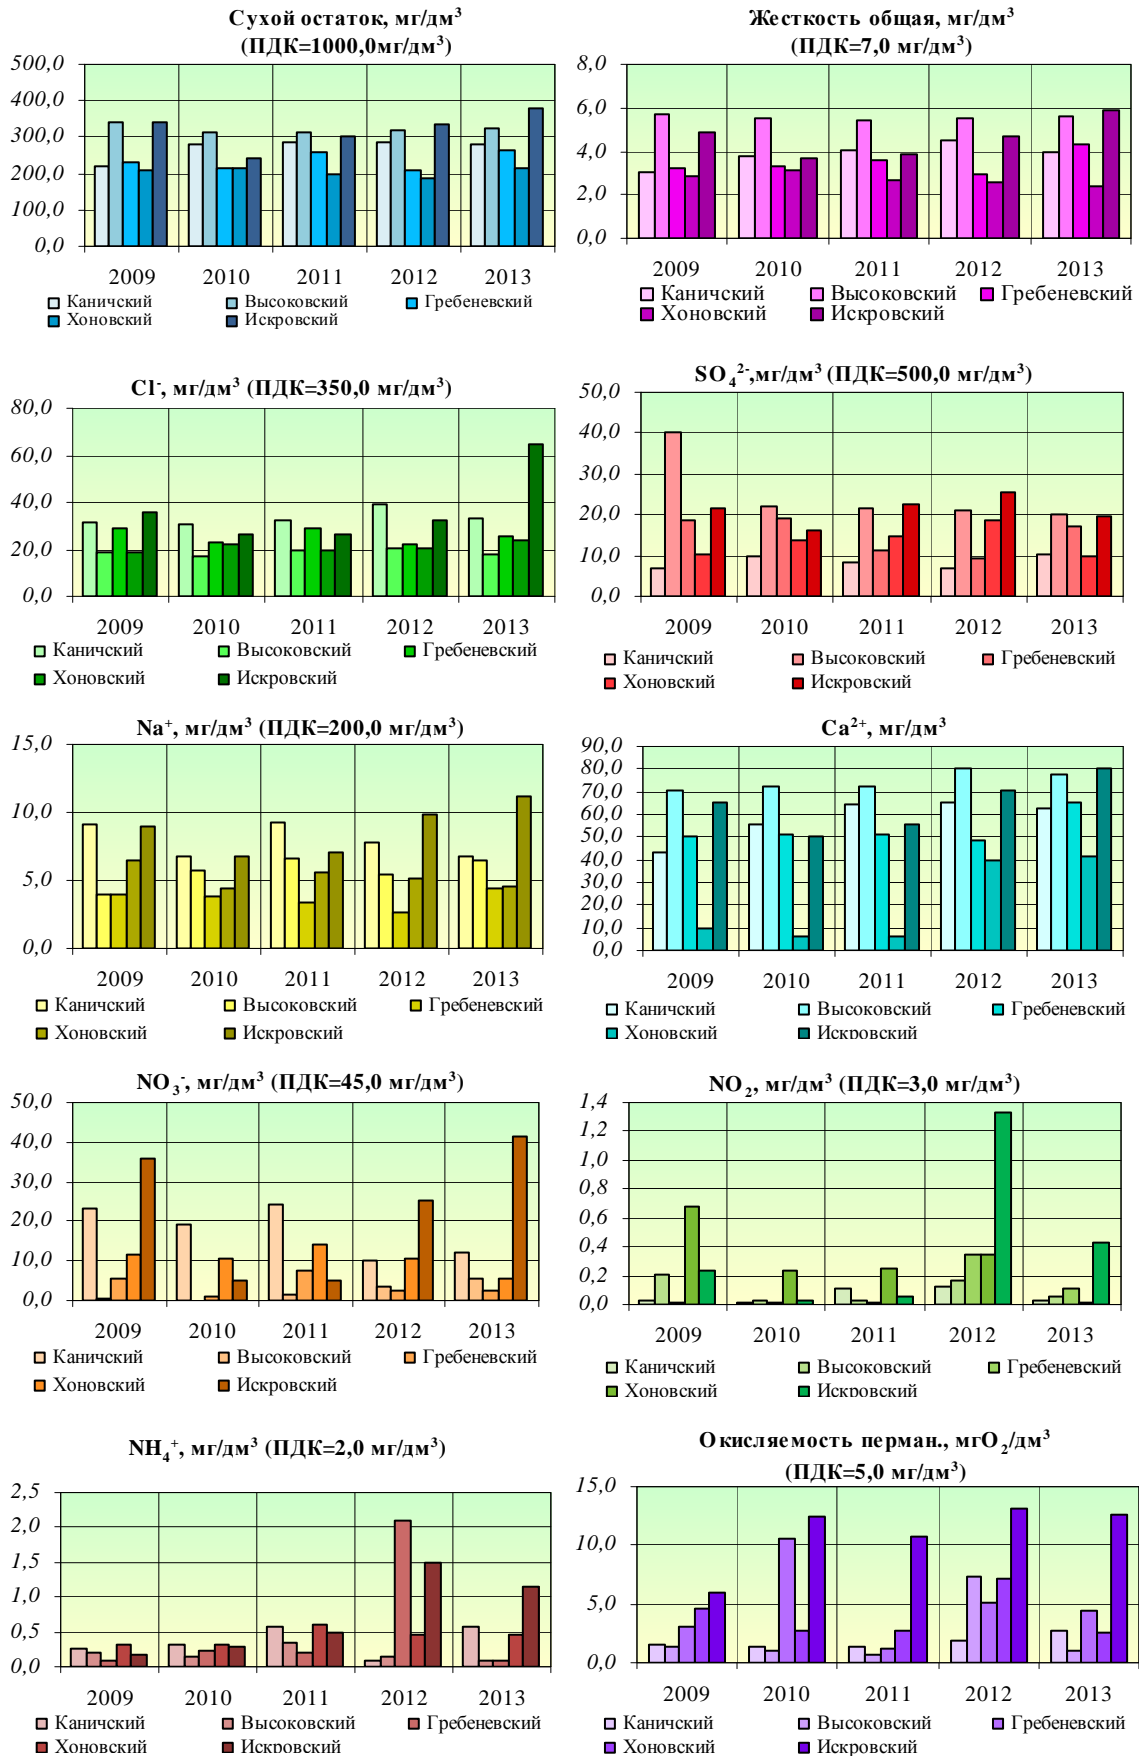 Сухой остаток, мг/дм³
(ПДК=1000,0мг/дм³)
500,0
400,0
300,0
200,0
100,0
0,0
2009 2010 2011 2012 2013
Каничский Высоковский Гребеневский
Хоновский Искровский
Жесткость общая, мг/дм³
(ПДК=7,0 мг/дм³)
8,0
6,0
4,0
2,0
0,0
2009 2010 2011 2012 2013
Каничский Высоковский Гребеневский
Хоновский Искровский
Cl⁻, мг/дм³ (ПДК=350,0 мг/дм³)
80,0
60,0
40,0
20,0
0,0
2009 2010 2011 2012 2013
Каничский Высоковский Гребеневский
Хоновский Искровский
SO₄²⁻,мг/дм³ (ПДК=500,0 мг/дм³)
50,0
40,0
30,0
20,0
10,0
0,0
2009 2010 2011 2012 2013
Каничский Высоковский Гребеневский
Хоновский Искровский
Na⁺, мг/дм³ (ПДК=200,0 мг/дм³)
15,0
10,0
5,0
0,0
2009 2010 2011 2012 2013
Каничский Высоковский Гребеневский
Хоновский Искровский
Ca²⁺, мг/дм³
90,0
80,0
70,0
60,0
50,0
40,0
30,0
20,0
10,0
0,0
2009 2010 2011 2012 2013
Каничский Высоковский Гребеневский
Хоновский Искровский
NO₃⁻, мг/дм³ (ПДК=45,0 мг/дм³)
50,0
40,0
30,0
20,0
10,0
0,0
2009 2010 2011 2012 2013
Каничский Высоковский Гребеневский
Хоновский Искровский
NO₂, мг/дм³ (ПДК=3,0 мг/дм³)
1,4
1,2
1,0
0,8
0,6
0,4
0,2
0,0
2009 2010 2011 2012 2013
Каничский Высоковский Гребеневский
Хоновский Искровский
NH₄⁺, мг/дм³ (ПДК=2,0 мг/дм³)
2,5
2,0
1,5
1,0
0,5
0,0
2009 2010 2011 2012 2013
Каничский Высоковский Гребеневский
Хоновский Искровский
Окисляемость перман., мгО₂/дм³
(ПДК=5,0 мг/дм³)
15,0
10,0
5,0
0,0
2009 2010 2011 2012 2013
Каничский Высоковский Гребеневский
Хоновский Искровский